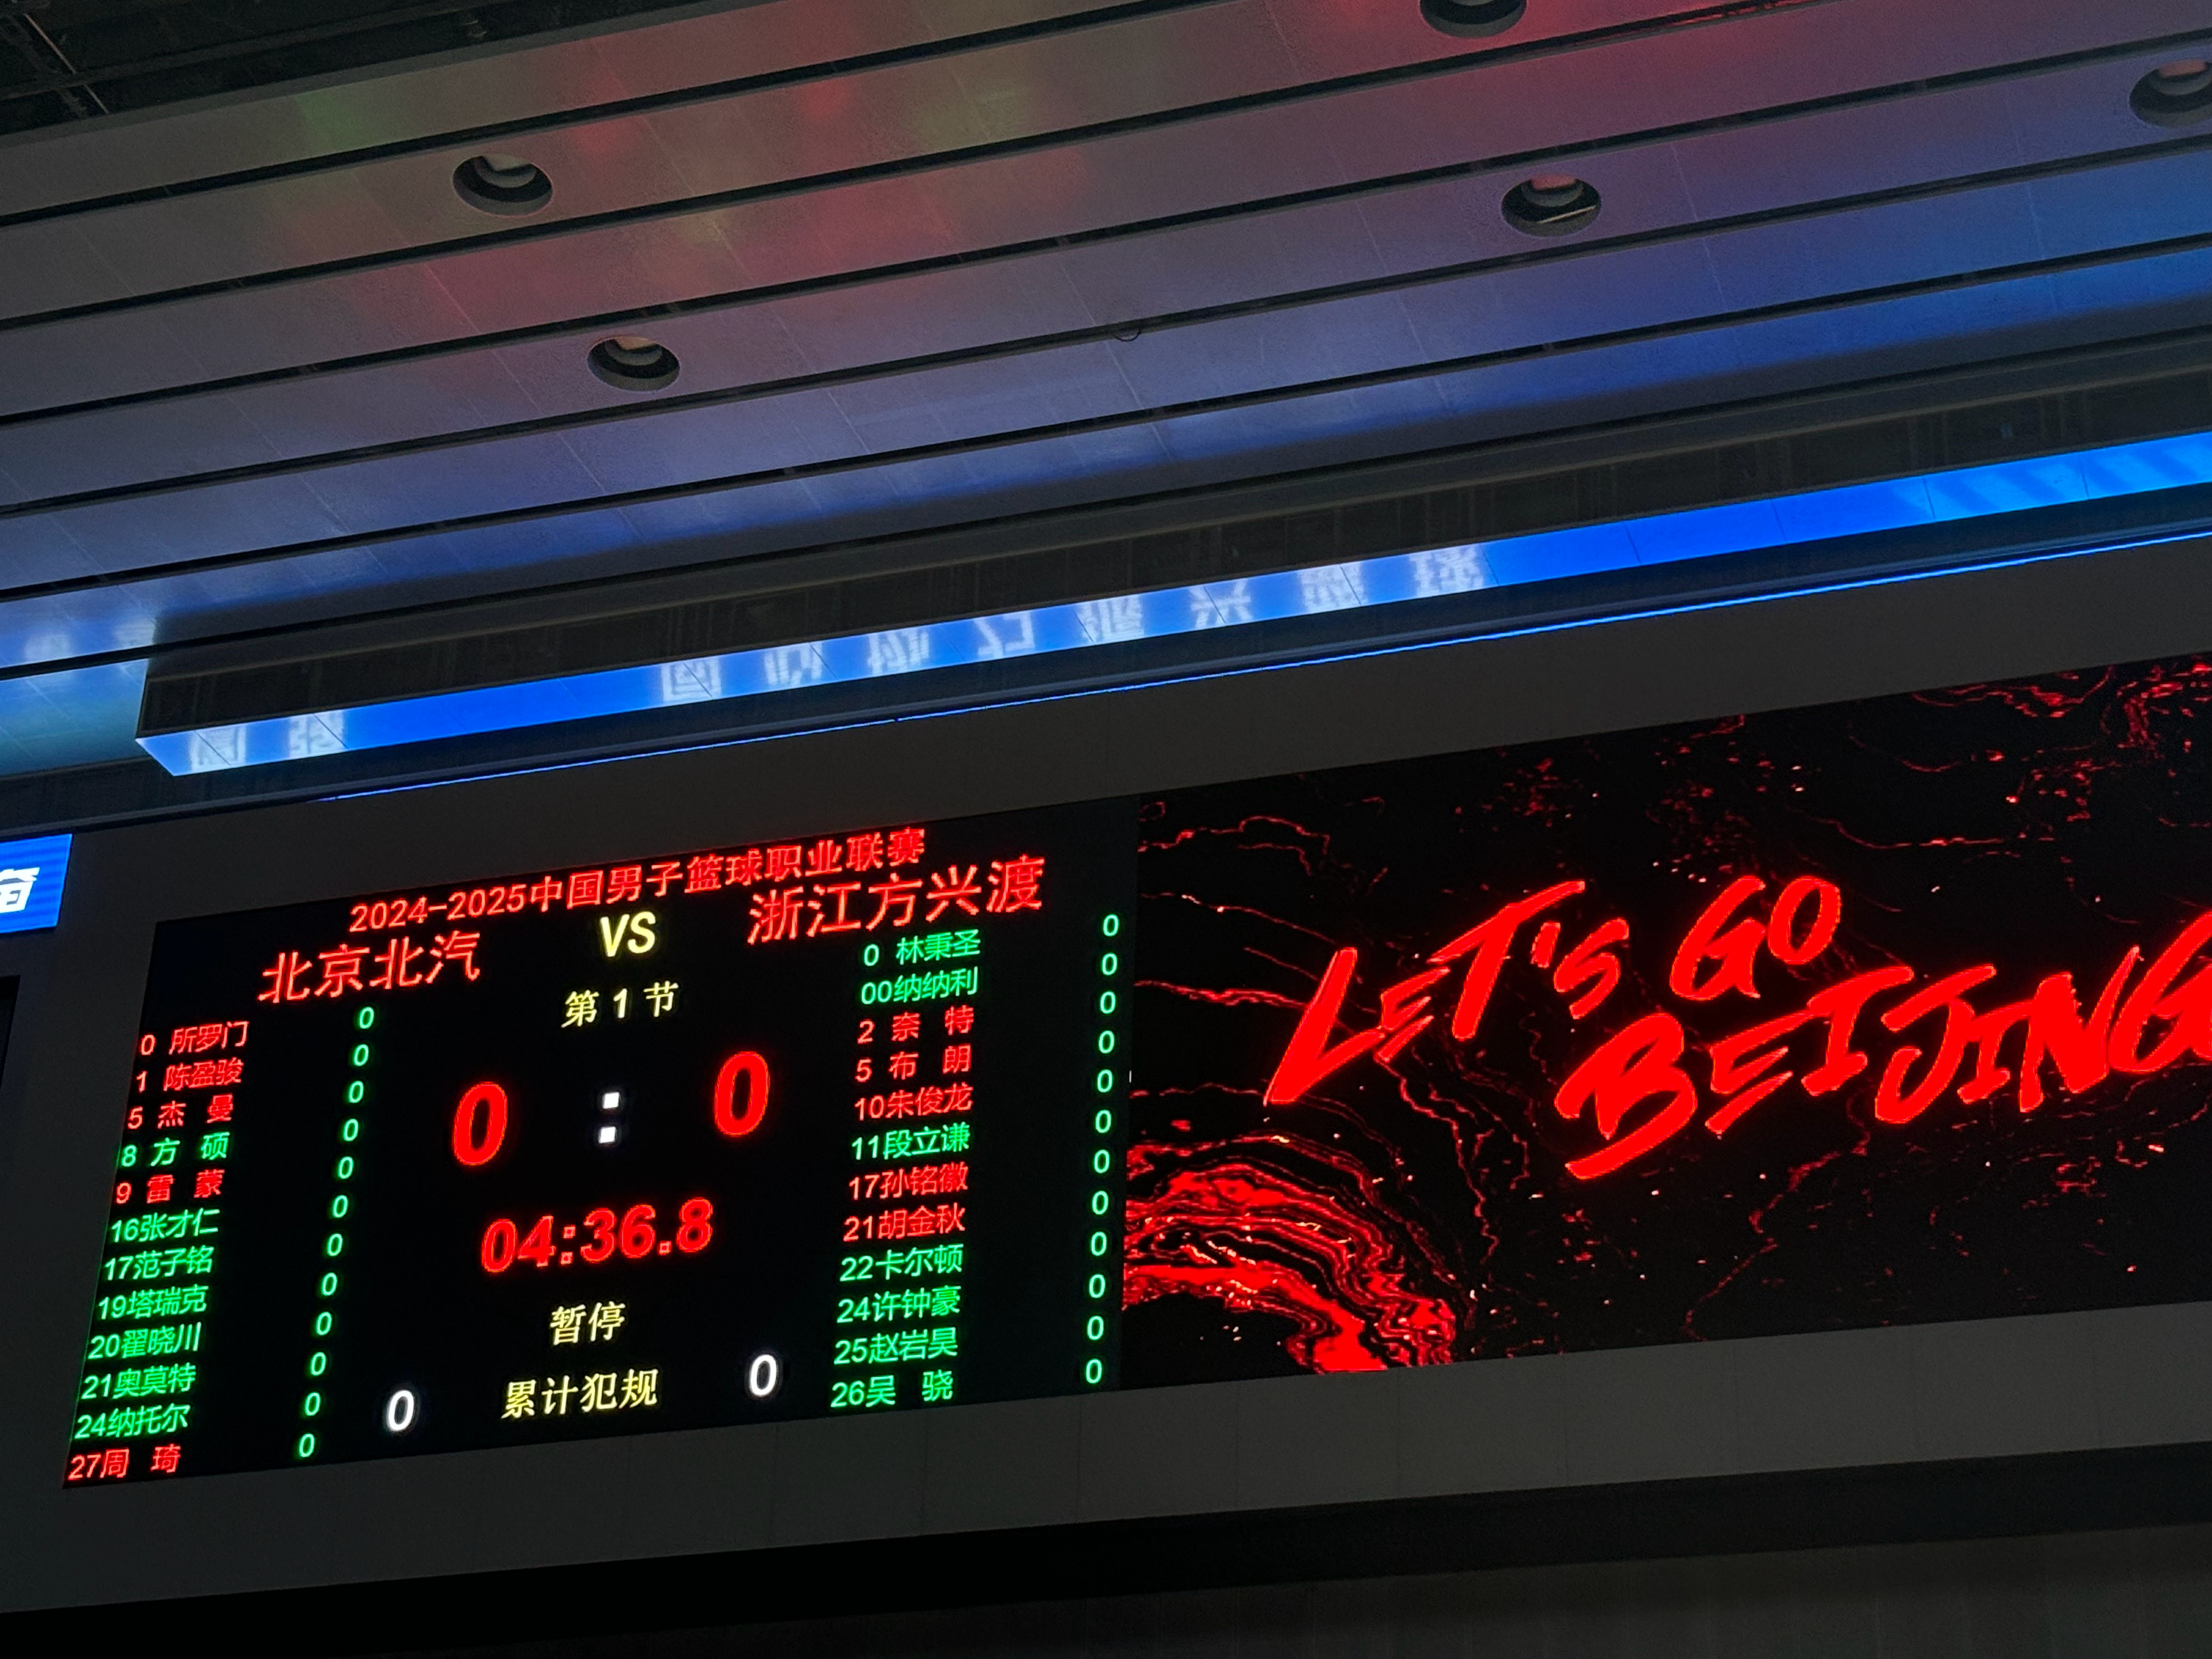 2024-2025中国男子篮球职业联赛
北京北汽 VS 浙江方兴渡
第 1 节
0 : 0
04:36.8
暂停
0 累计犯规 0
0 所罗门 0
1 陈盈骏 0
5 杰 曼 0
8 方 硕 0
9 雷 蒙 0
16张才仁 0
17范子铭 0
19塔瑞克 0
20翟晓川 0
21奥莫特 0
24纳托尔 0
27周 琦 0
0 林秉圣 0
00纳纳利 0
2 奈 特 0
5 布 朗 0
10朱俊龙 0
11段立谦 0
17孙铭徽 0
21胡金秋 0
22卡尔顿 0
24许钟豪 0
25赵岩昊 0
26吴 骁 0
LET'S GO
BEIJING